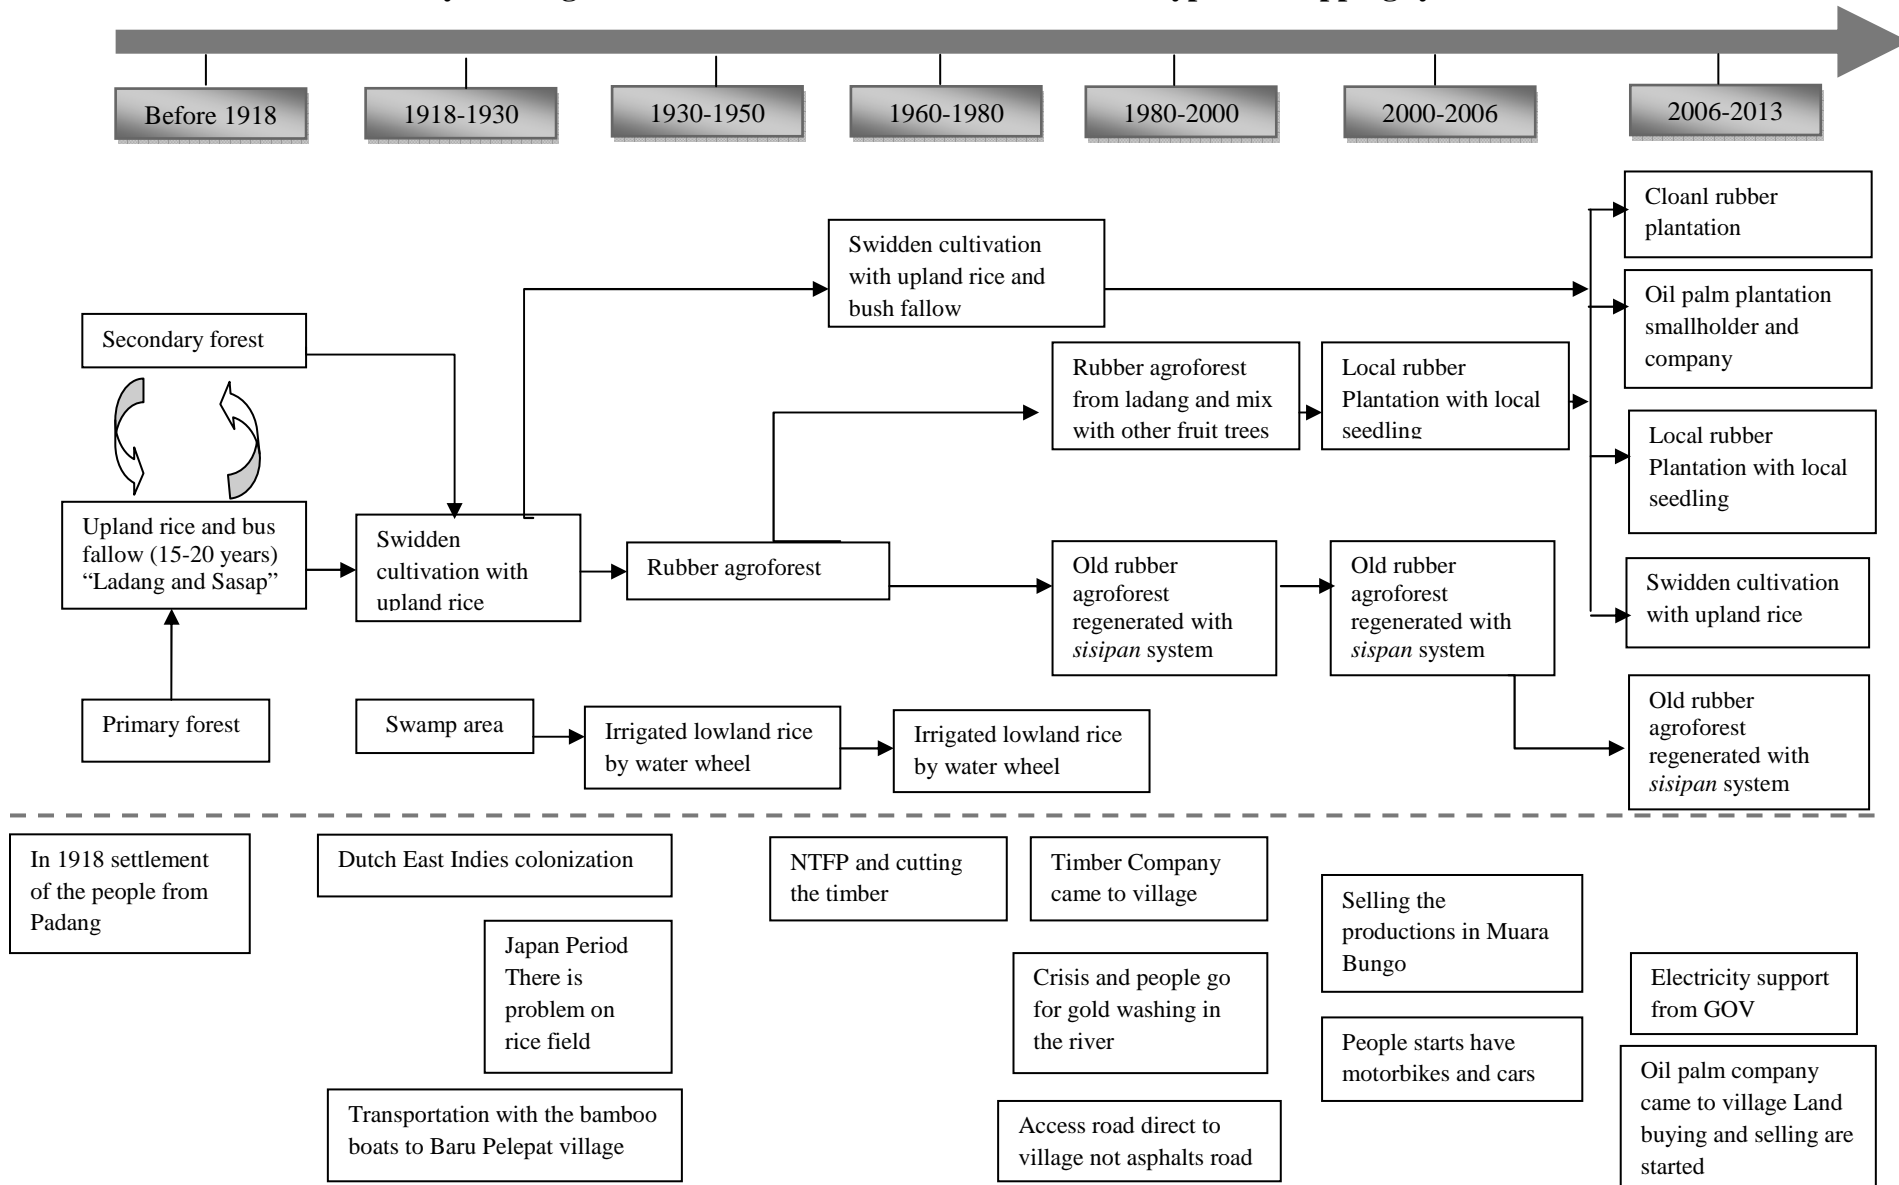 Before 1918
1918-1930
1930-1950
1960-1980
1980-2000
2000-2006
2006-2013
Cloanl rubber
plantation
Swidden cultivation
with upland rice and
bush fallow
Oil palm plantation
smallholder and
company
Secondary forest
Rubber agroforest
from ladang and mix
with other fruit trees
Local rubber
Plantation with local
seedling
Local rubber
Plantation with local
seedling
Upland rice and bus
fallow (15-20 years)
“Ladang and Sasap”
Swidden
cultivation with
upland rice
Rubber agroforest
Old rubber
agroforest
regenerated with
sisipan system
Old rubber
agroforest
regenerated with
sispan system
Swidden cultivation
with upland rice
Primary forest
Swamp area
Irrigated lowland rice
by water wheel
Irrigated lowland rice
by water wheel
Old rubber
agroforest
regenerated with
sisipan system
In 1918 settlement
of the people from
Padang
Dutch East Indies colonization
Japan Period
There is
problem on
rice field
Transportation with the bamboo
boats to Baru Pelepat village
NTFP and cutting
the timber
Timber Company
came to village
Crisis and people go
for gold washing in
the river
Access road direct to
village not asphalts road
Selling the
productions in Muara
Bungo
People starts have
motorbikes and cars
Electricity support
from GOV
Oil palm company
came to village Land
buying and selling are
started